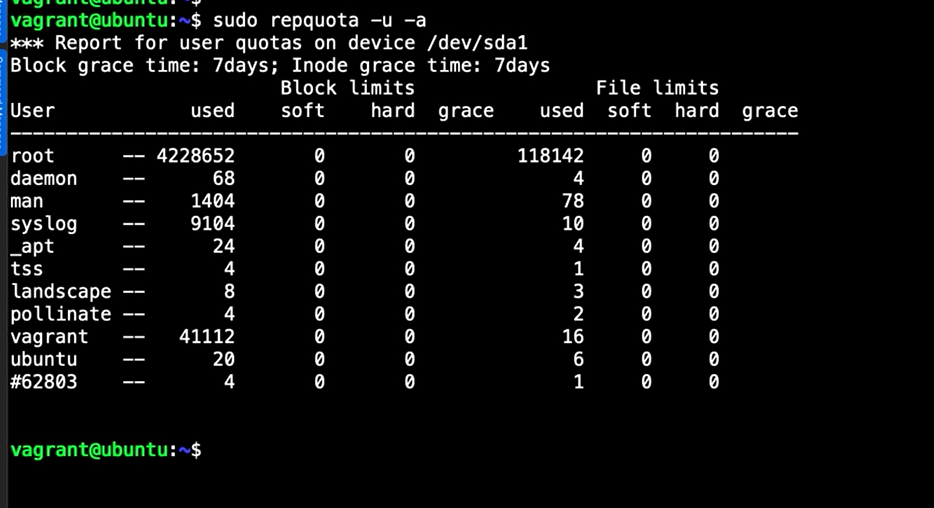 vagrant@ubuntu:~$ sudo repquota -u -a
*** Report for user quotas on device /dev/sda1
Block grace time: 7days; Inode grace time: 7days
                        Block limits                File limits
User            used    soft    hard  grace    used  soft  hard  grace
----------------------------------------------------------------------
root      -- 4228652       0       0         118142     0     0
daemon    --      68       0       0              4     0     0
man       --    1404       0       0             78     0     0
syslog    --    9104       0       0             10     0     0
_apt      --      24       0       0              4     0     0
tss       --       4       0       0              1     0     0
landscape --       8       0       0              3     0     0
pollinate --       4       0       0              2     0     0
vagrant   --   41112       0       0             16     0     0
ubuntu    --      20       0       0              6     0     0
#62803    --       4       0       0              1     0     0
vagrant@ubuntu:~$